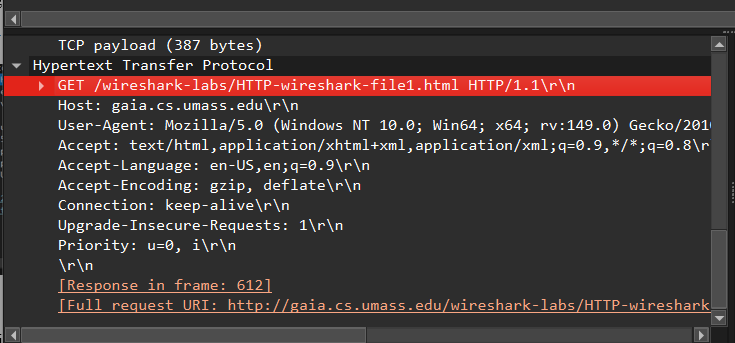 TCP payload (387 bytes)
Hypertext Transfer Protocol
GET /wireshark-labs/HTTP-wireshark-file1.html HTTP/1.1\r\n
Host: gaia.cs.umass.edu\r\n
User-Agent: Mozilla/5.0 (Windows NT 10.0; Win64; x64; rv:149.0) Gecko/2010
Accept: text/html,application/xhtml+xml,application/xml;q=0.9,*/*;q=0.8\r
Accept-Language: en-US,en;q=0.9\r\n
Accept-Encoding: gzip, deflate\r\n
Connection: keep-alive\r\n
Upgrade-Insecure-Requests: 1\r\n
Priority: u=0, i\r\n
\r\n
[Response in frame: 612]
[Full request URI: http://gaia.cs.umass.edu/wireshark-labs/HTTP-wireshark